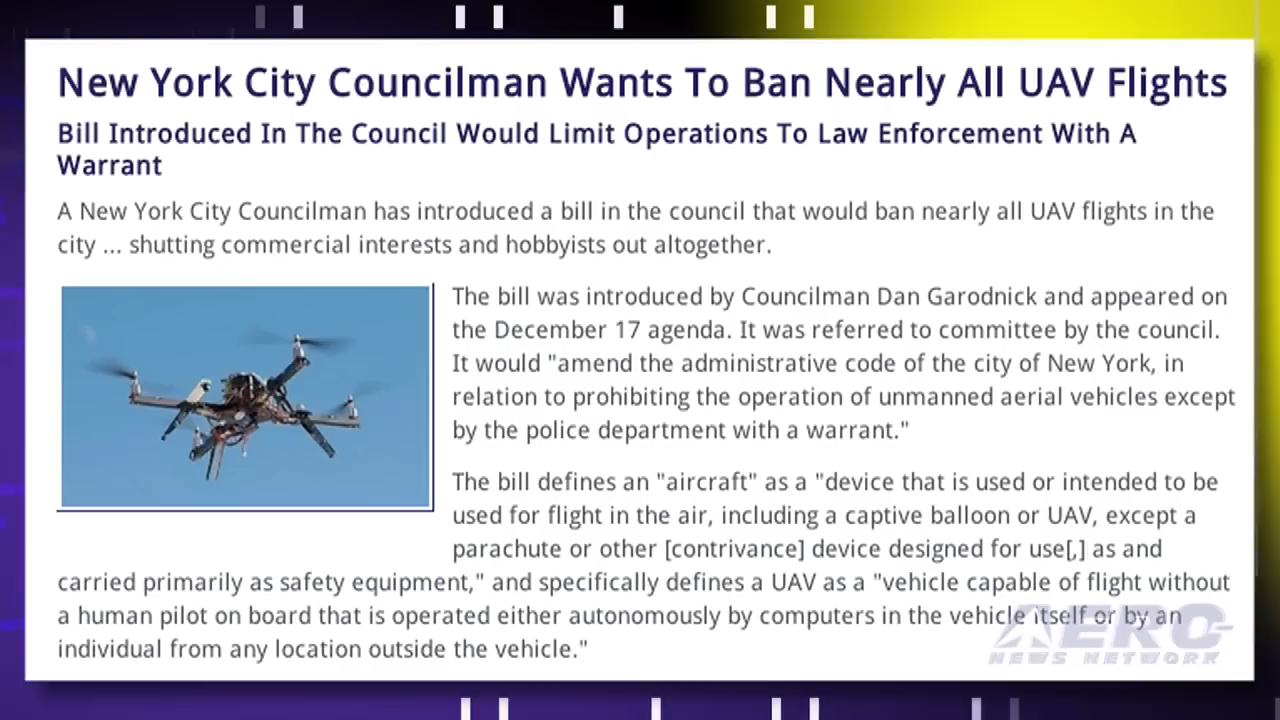 New York City Councilman Wants To Ban Nearly All UAV Flights
Bill Introduced In The Council Would Limit Operations To Law Enforcement With A
Warrant
A New York City Councilman has introduced a bill in the council that would ban nearly all UAV flights in the
city ... shutting commercial interests and hobbyists out altogether.
The bill was introduced by Councilman Dan Garodnick and appeared on
the December 17 agenda. It was referred to committee by the council.
It would "amend the administrative code of the city of New York, in
relation to prohibiting the operation of unmanned aerial vehicles except
by the police department with a warrant."
The bill defines an "aircraft" as a "device that is used or intended to be
used for flight in the air, including a captive balloon or UAV, except a
parachute or other [contrivance] device designed for use[,] as and
carried primarily as safety equipment," and specifically defines a UAV as a "vehicle capable of flight without
a human pilot on board that is operated either autonomously by computers in the vehicle itself or by an
individual from any location outside the vehicle."
AERO
NEWS NETWORK